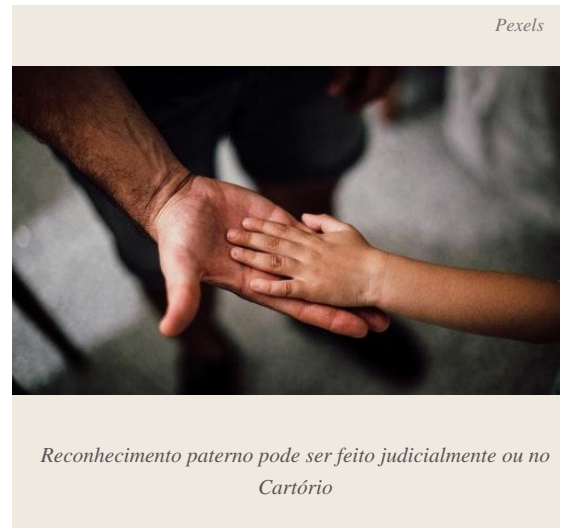 Pexels
Reconhecimento paterno pode ser feito judicialmente ou no
Cartório